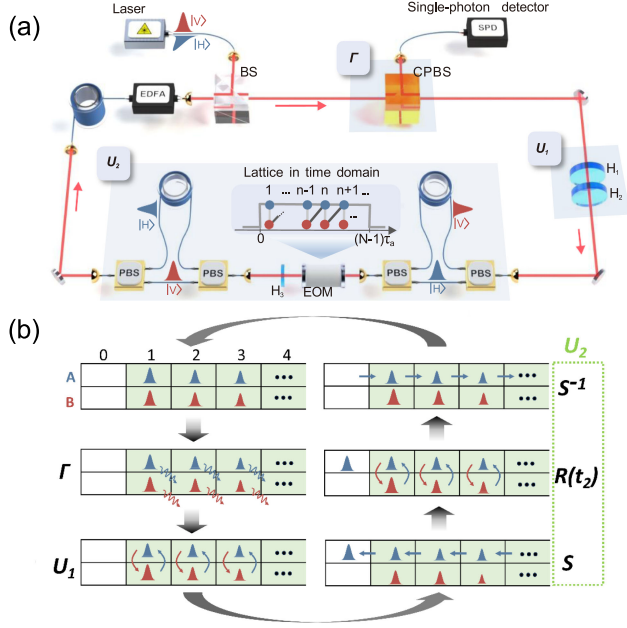 (a)
Laser
|V⟩
|H⟩
BS
Single-photon detector
SPD
Γ
CPBS
EDFA
U₂
U₁
H₁
H₂
Lattice in time domain
1 ... n-1 n n+1 ...
...
0 (N-1)τₐ
|H⟩
|V⟩
PBS
|V⟩
PBS
H₃
EOM
PBS
|H⟩
PBS
(b)
U₂
0 1 2 3 4
A ...
B ...
S⁻¹
...
...
Γ
...
...
R(t₂)
...
...
U₁
...
...
S
...
...